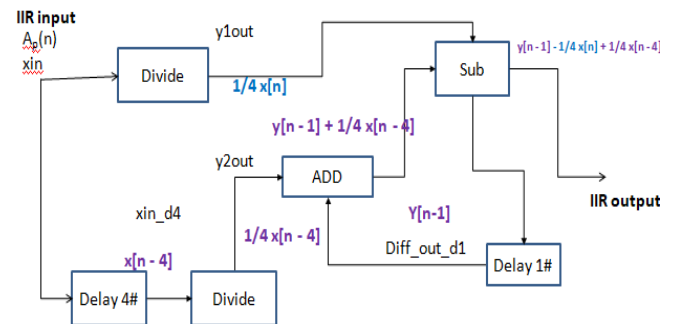 IIR input
Ap(n)
xin
y1out
Divide
1/4 x[n]
Sub
y[n - 1] - 1/4 x[n] + 1/4 x[n - 4]
y[n - 1] + 1/4 x[n - 4]
y2out
ADD
IIR output
xin_d4
Y[n-1]
1/4 x[n - 4]
Diff_out_d1
x[n - 4]
Delay 1#
Delay 4#
Divide